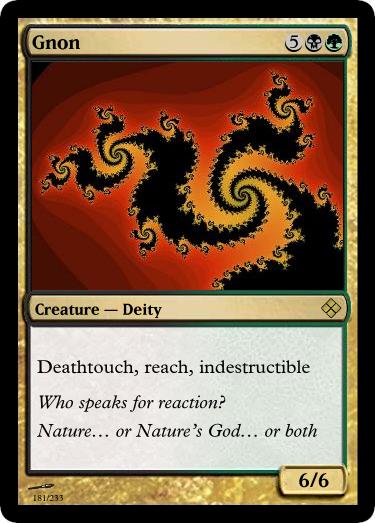 Gnon 5
Creature — Deity
Deathtouch, reach, indestructible
Who speaks for reaction?
Nature… or Nature's God… or both
6/6
181/233